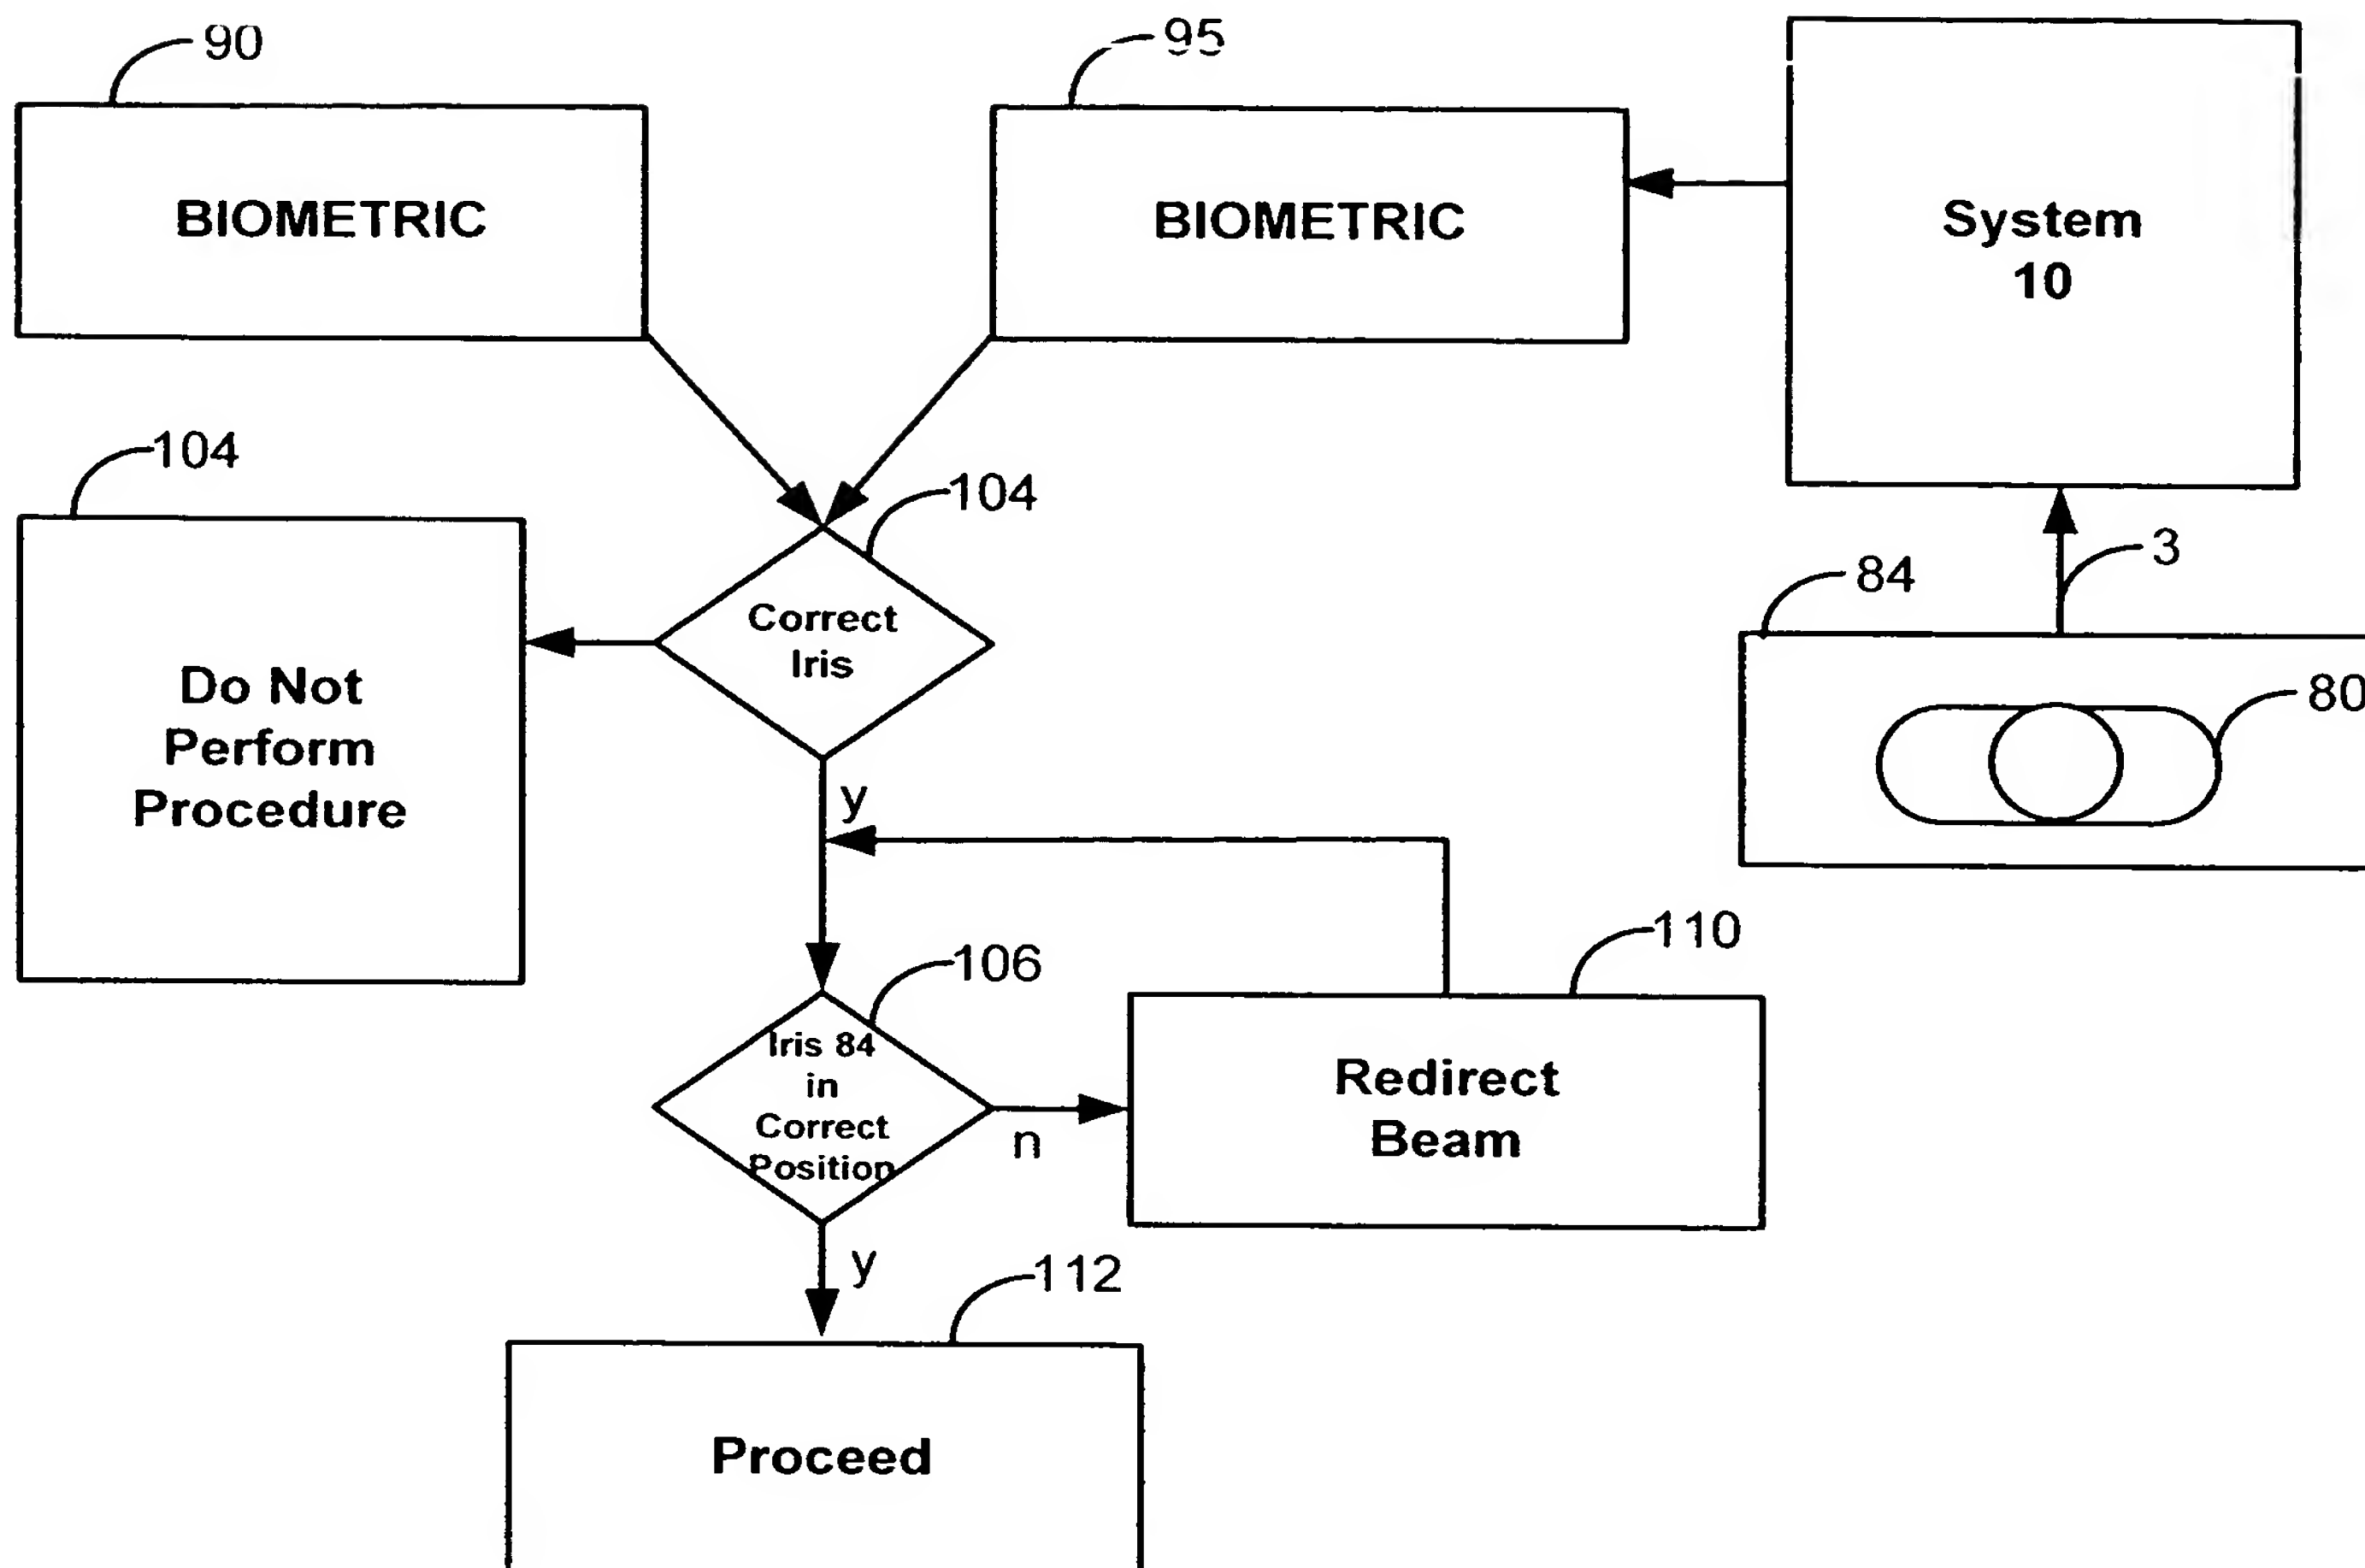 90
95
BIOMETRIC
BIOMETRIC
System
10
104
104
3
84
80
Correct
Iris
Do Not
Perform
Procedure
y
106
110
Iris 84
in
Correct
Position
n
Redirect
Beam
y
112
Proceed